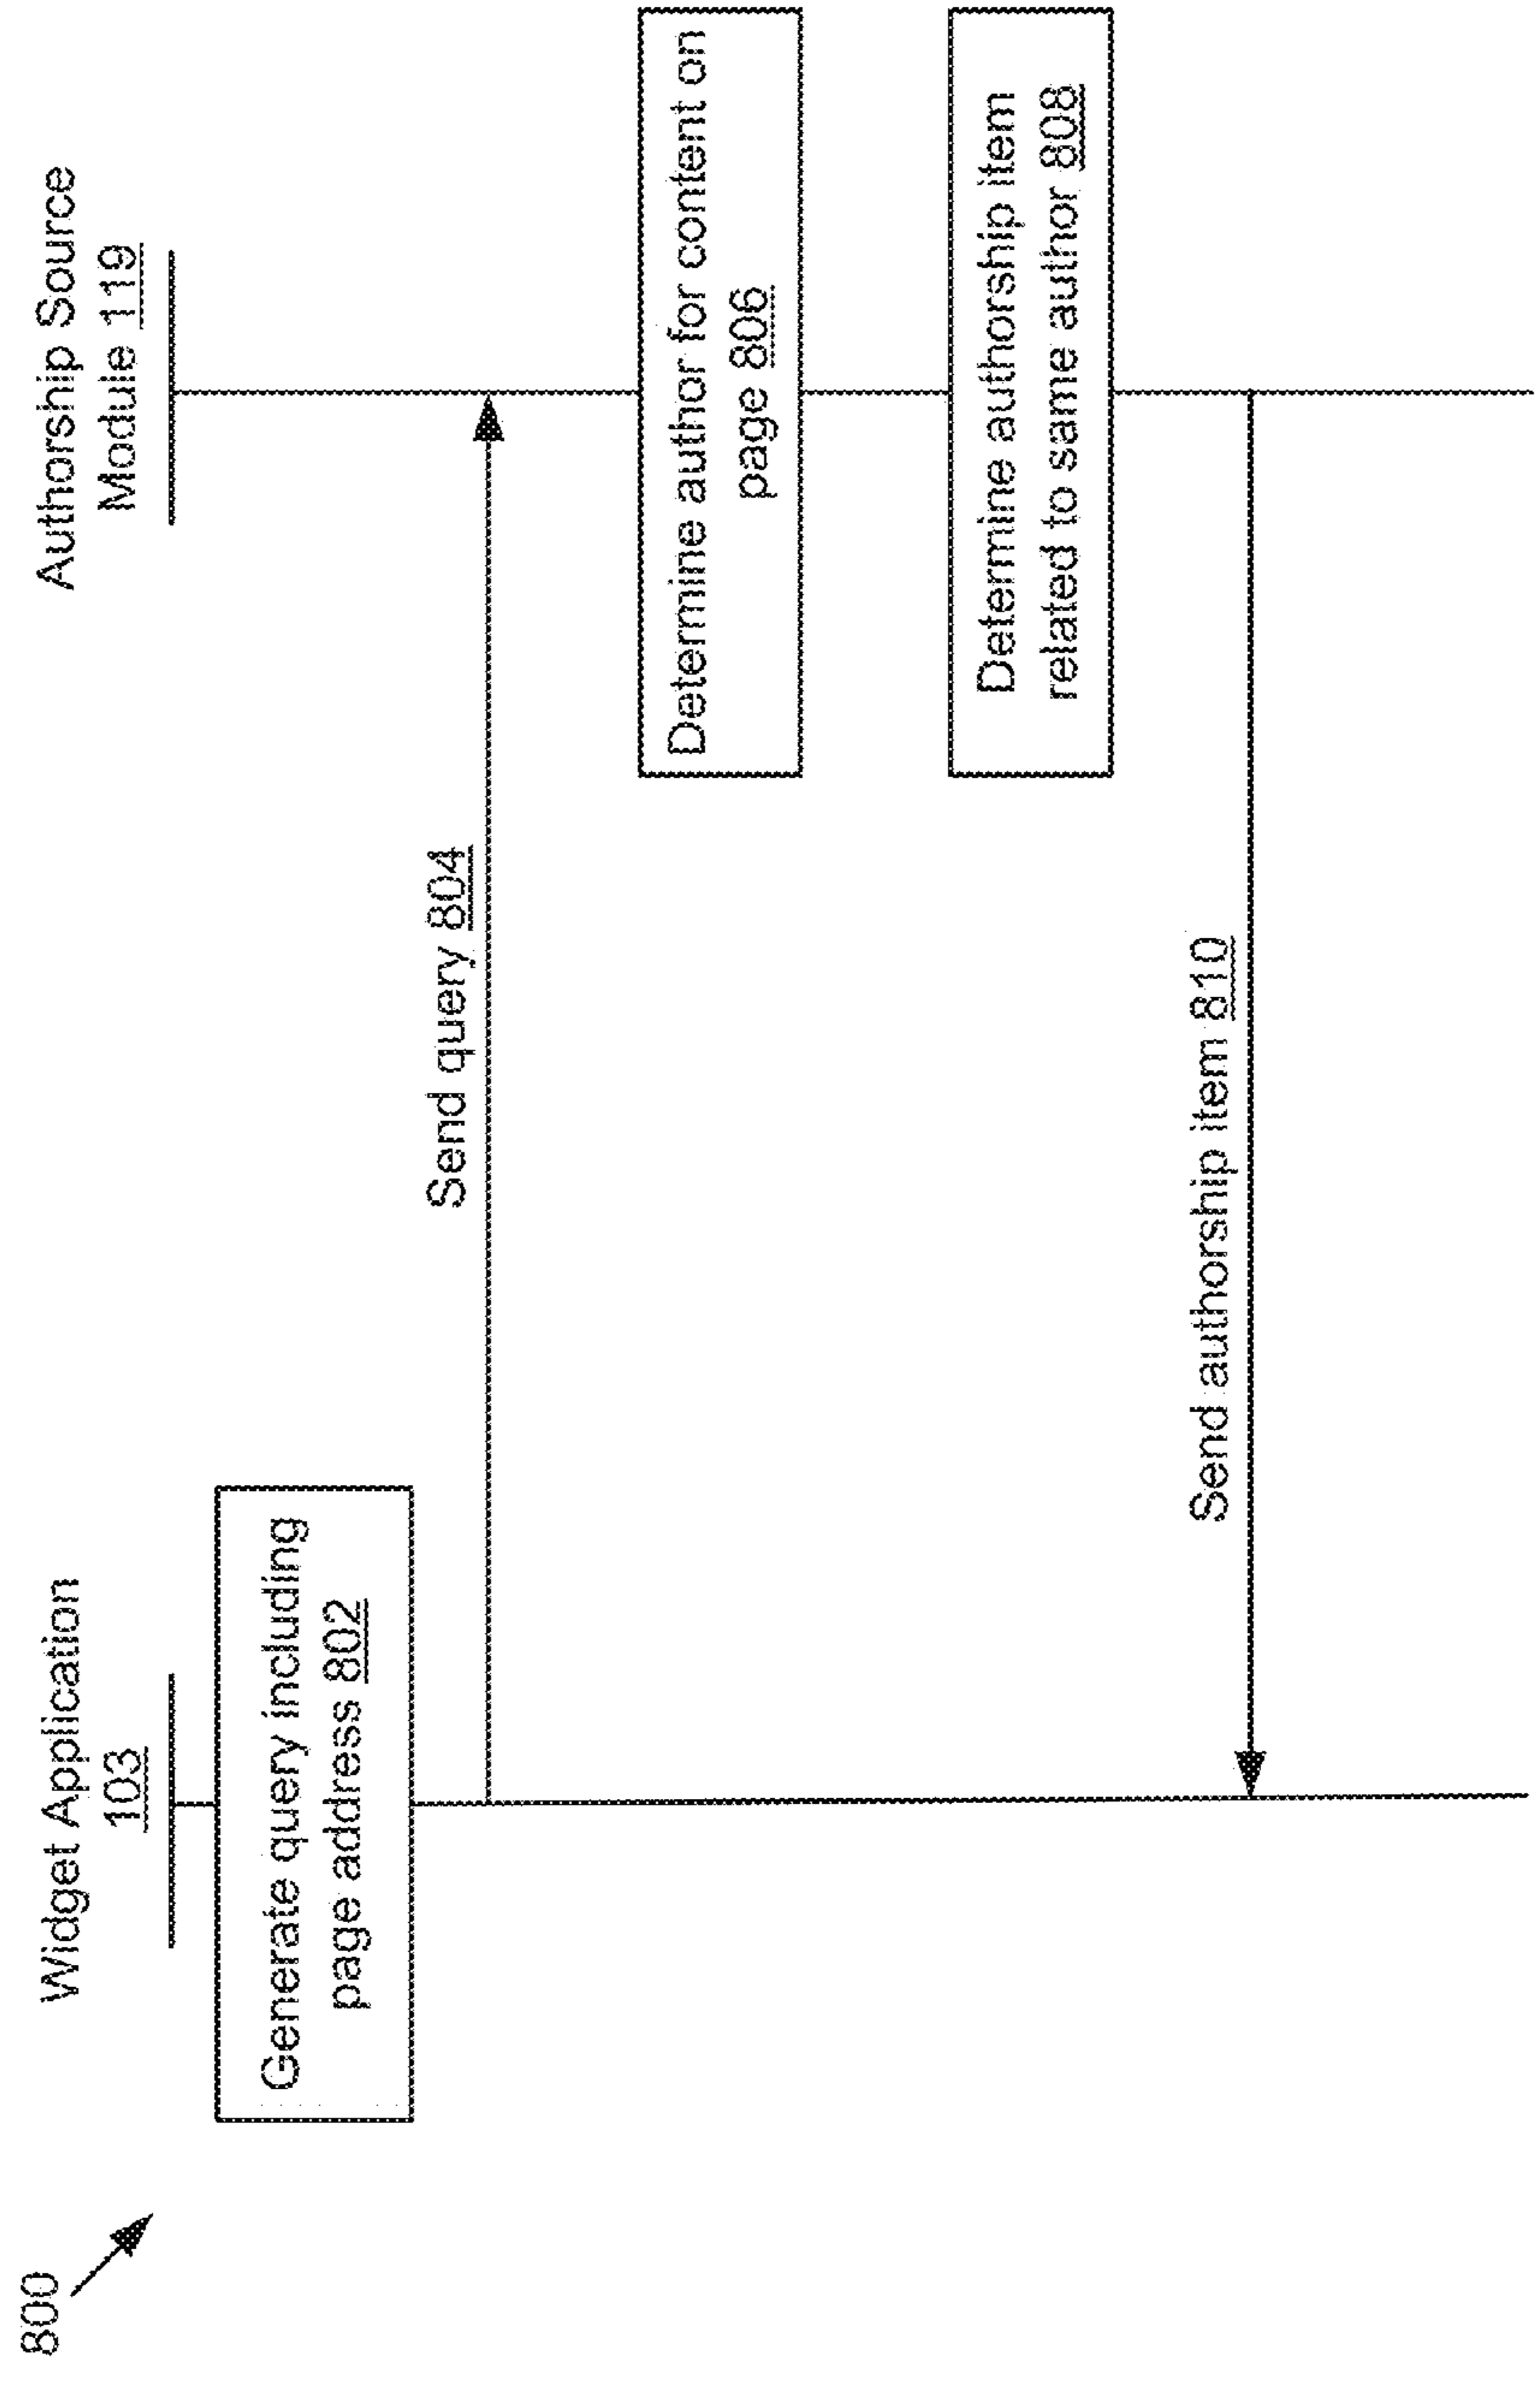 800
Widget Application
103
Authorship Source
Module 119
Generate query including
page address 802
Send query 804
Determine author for content on
page 806
Determine authorship item
related to same author 808
Send authorship item 810